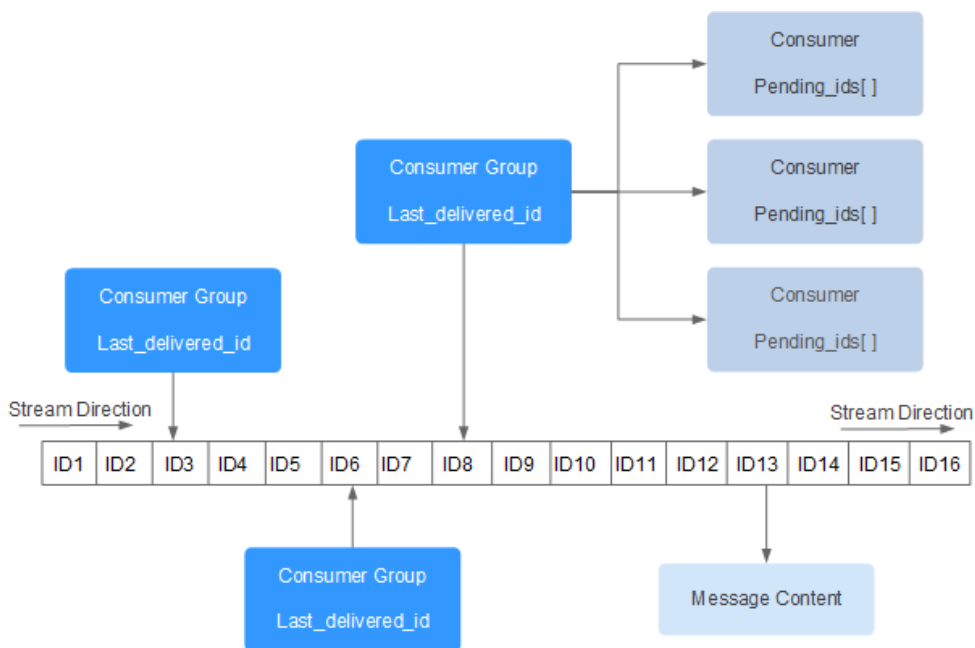 Consumer
Pending_ids[ ]
Consumer Group
Last_delivered_id
Consumer
Pending_ids[ ]
Consumer Group
Last_delivered_id
Consumer
Pending_ids[ ]
Stream Direction
Stream Direction
ID1 ID2 ID3 ID4 ID5 ID6 ID7 ID8 ID9 ID10 ID11 ID12 ID13 ID14 ID15 ID16
Consumer Group
Last_delivered_id
Message Content